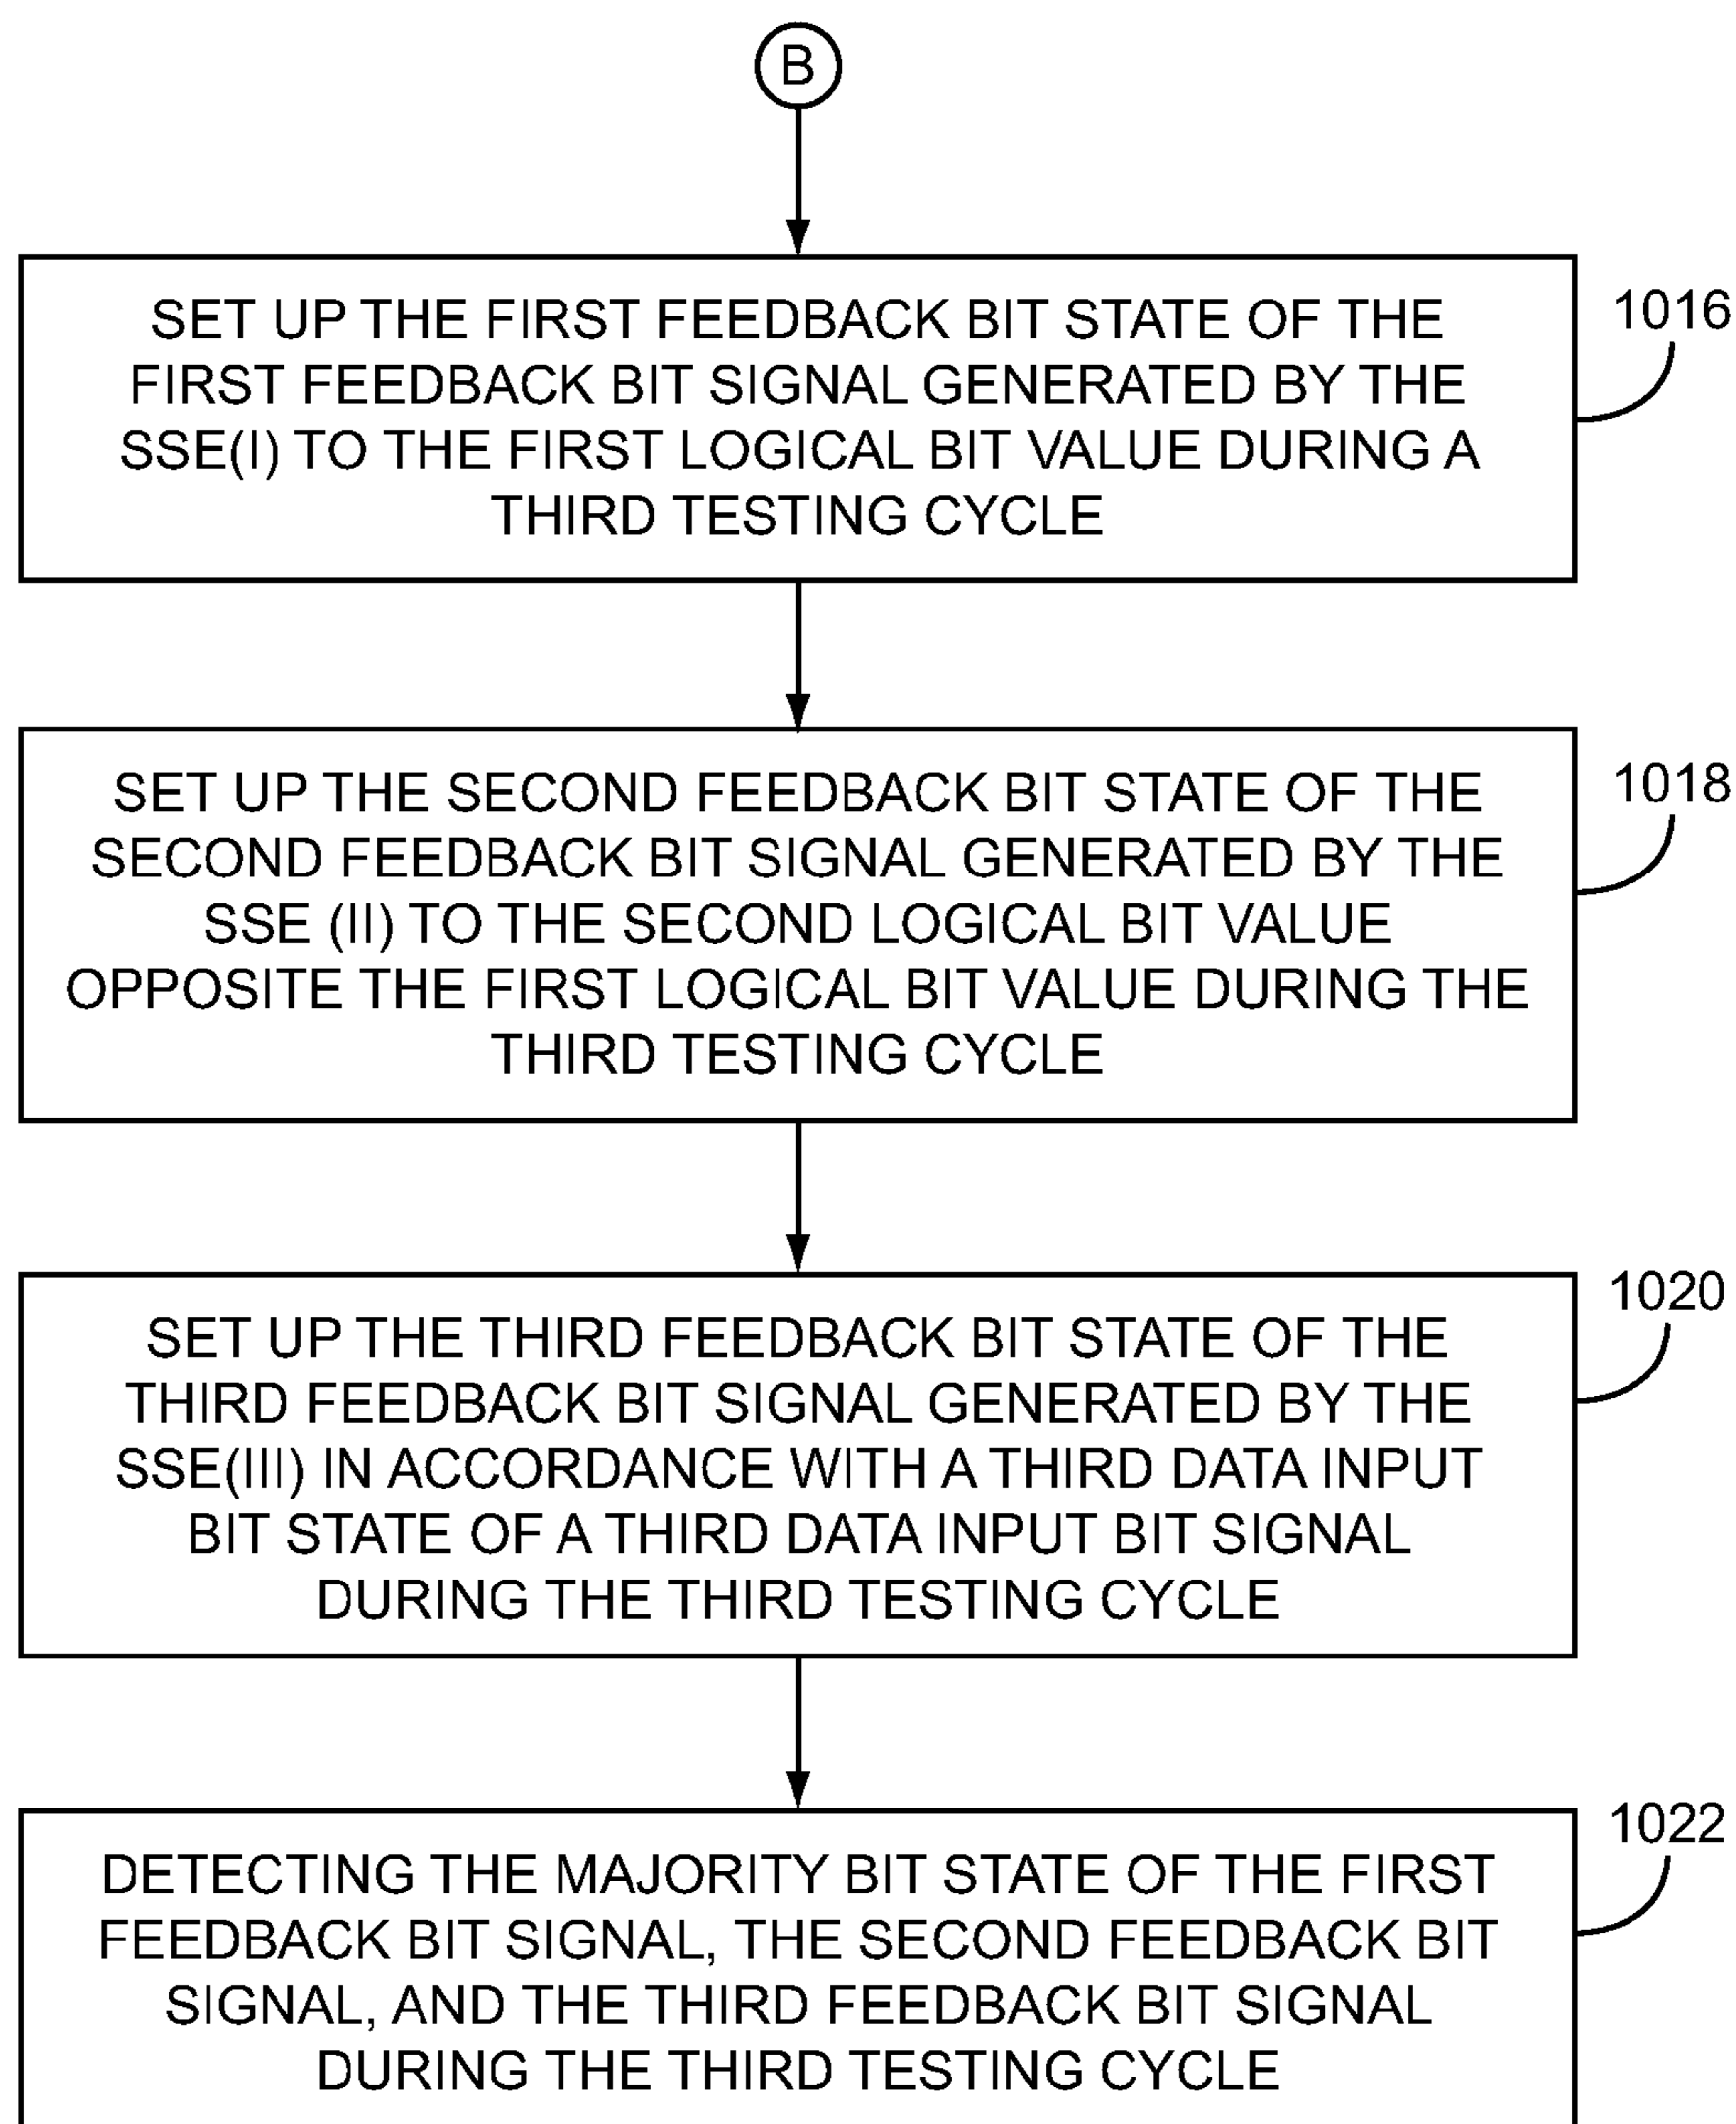 B
SET UP THE FIRST FEEDBACK BIT STATE OF THE
FIRST FEEDBACK BIT SIGNAL GENERATED BY THE
SSE(I) TO THE FIRST LOGICAL BIT VALUE DURING A
THIRD TESTING CYCLE
1016
SET UP THE SECOND FEEDBACK BIT STATE OF THE
SECOND FEEDBACK BIT SIGNAL GENERATED BY THE
SSE (II) TO THE SECOND LOGICAL BIT VALUE
OPPOSITE THE FIRST LOGICAL BIT VALUE DURING THE
THIRD TESTING CYCLE
1018
SET UP THE THIRD FEEDBACK BIT STATE OF THE
THIRD FEEDBACK BIT SIGNAL GENERATED BY THE
SSE(III) IN ACCORDANCE WITH A THIRD DATA INPUT
BIT STATE OF A THIRD DATA INPUT BIT SIGNAL
DURING THE THIRD TESTING CYCLE
1020
DETECTING THE MAJORITY BIT STATE OF THE FIRST
FEEDBACK BIT SIGNAL, THE SECOND FEEDBACK BIT
SIGNAL, AND THE THIRD FEEDBACK BIT SIGNAL
DURING THE THIRD TESTING CYCLE
1022